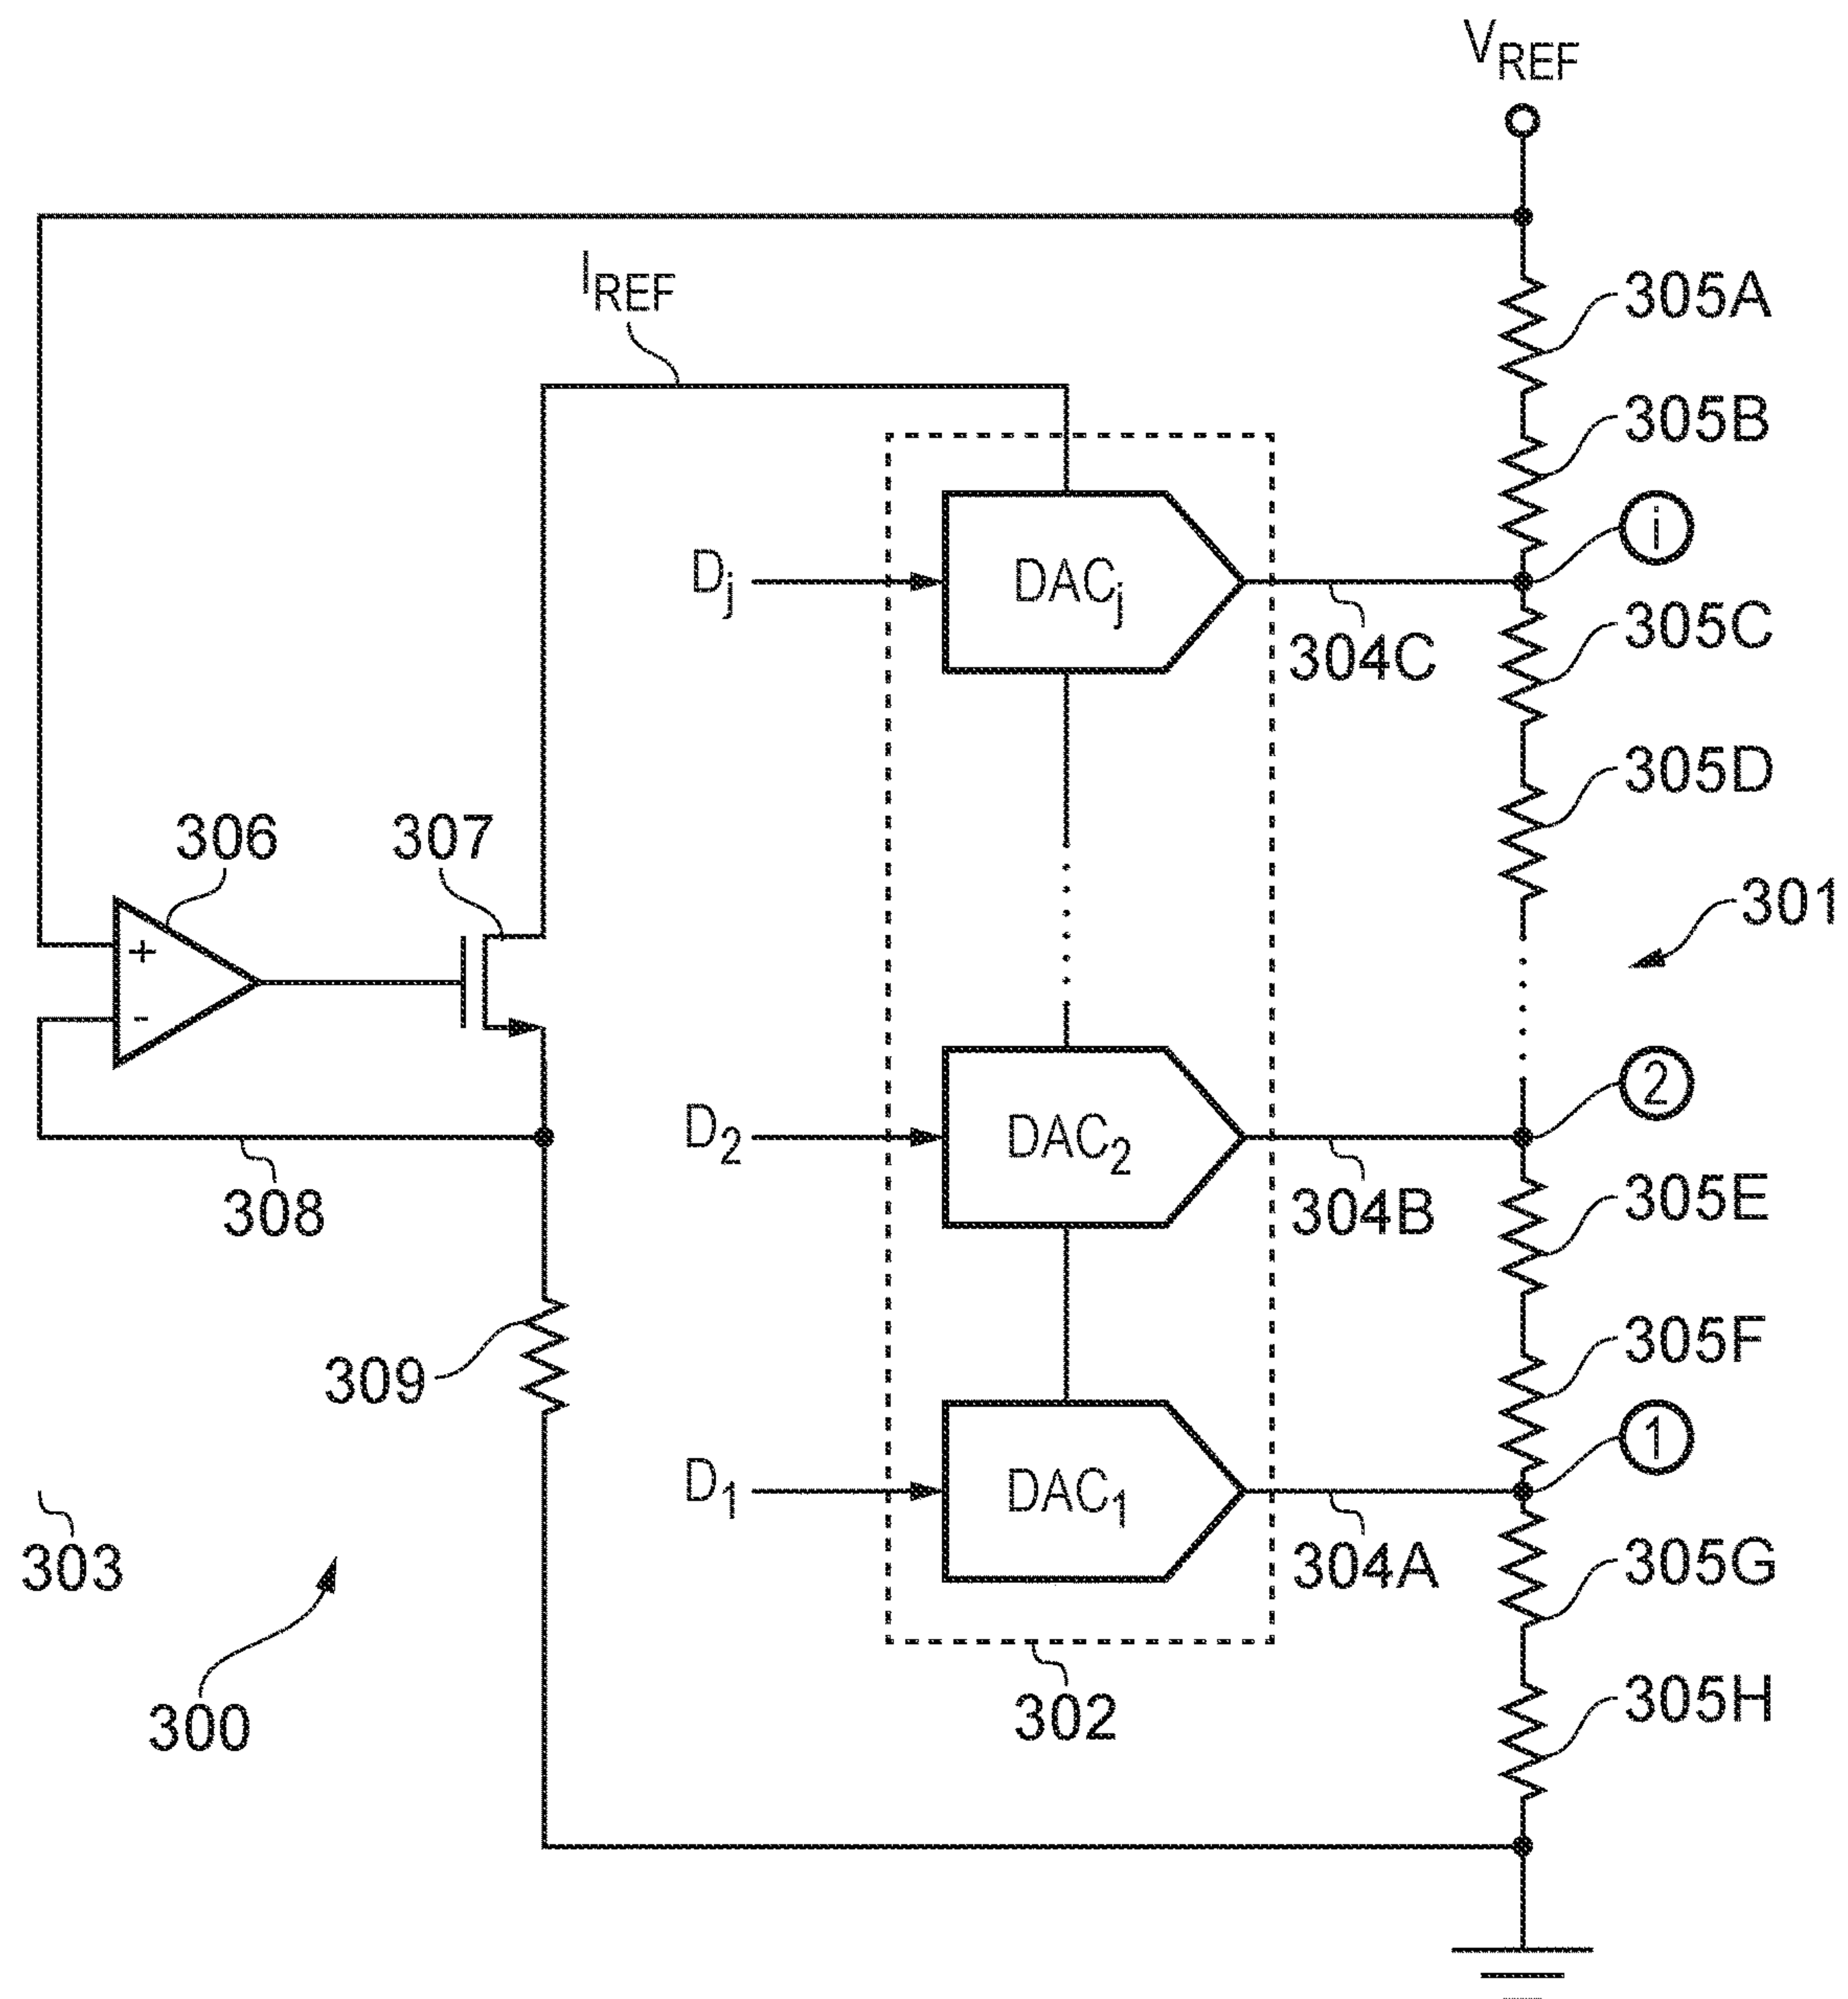 VREF
IREF
305A
305B
i
Dj
DACj
305C
304C
305D
306
307
+
-
301
2
D2
DAC2
304B
305E
308
305F
309
1
D1
DAC1
304A
305G
303
300
302
305H